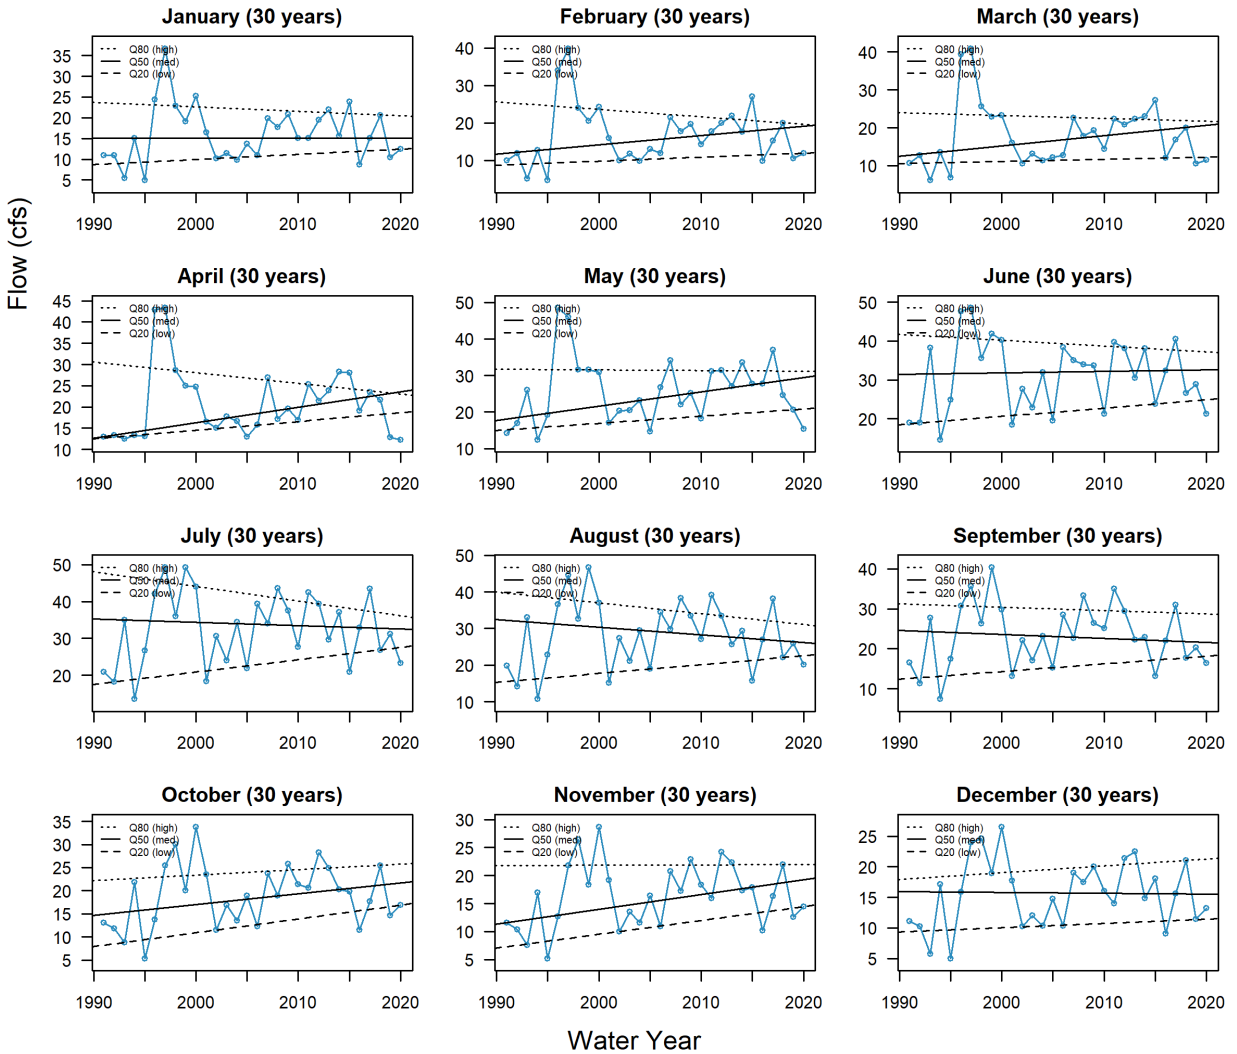 January (30 years)
35
30
25
20
15
10
5
Q80 (high)
Q50 (med)
Q20 (low)
1990
2000
2010
2020
February (30 years)
40
30
20
10
Q80 (high)
Q50 (med)
Q20 (low)
1990
2000
2010
2020
March (30 years)
40
30
20
10
Q80 (high)
Q50 (med)
Q20 (low)
1990
2000
2010
2020
Flow (cfs)
April (30 years)
45
40
35
30
25
20
15
10
Q80 (high)
Q50 (med)
Q20 (low)
1990
2000
2010
2020
May (30 years)
50
40
30
20
10
Q80 (high)
Q50 (med)
Q20 (low)
1990
2000
2010
2020
June (30 years)
50
40
30
20
Q80 (high)
Q50 (med)
Q20 (low)
1990
2000
2010
2020
July (30 years)
50
40
30
20
Q80 (high)
Q50 (med)
Q20 (low)
1990
2000
2010
2020
August (30 years)
50
40
30
20
10
Q80 (high)
Q50 (med)
Q20 (low)
1990
2000
2010
2020
September (30 years)
40
30
20
10
Q80 (high)
Q50 (med)
Q20 (low)
1990
2000
2010
2020
October (30 years)
35
30
25
20
15
10
5
Q80 (high)
Q50 (med)
Q20 (low)
1990
2000
2010
2020
November (30 years)
30
25
20
15
10
5
Q80 (high)
Q50 (med)
Q20 (low)
1990
2000
2010
2020
December (30 years)
25
20
15
10
5
Q80 (high)
Q50 (med)
Q20 (low)
1990
2000
2010
2020
Water Year